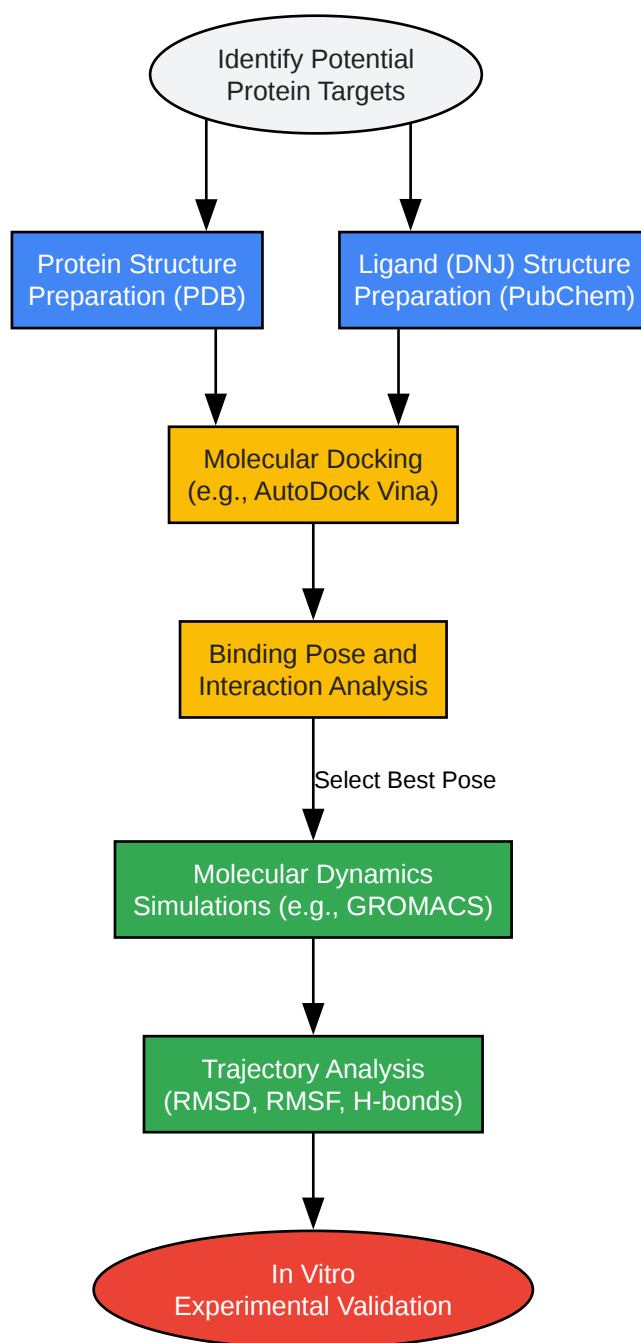 Identify Potential
Protein Targets
Protein Structure
Preparation (PDB)
Ligand (DNJ) Structure
Preparation (PubChem)
Molecular Docking
(e.g., AutoDock Vina)
Binding Pose and
Interaction Analysis
Select Best Pose
Molecular Dynamics
Simulations (e.g., GROMACS)
Trajectory Analysis
(RMSD, RMSF, H-bonds)
In Vitro
Experimental Validation